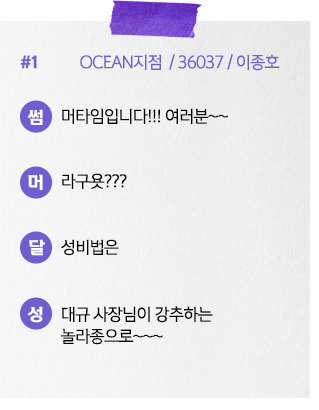 #1 OCEAN지점 / 36037 / 이종호
썸 머타임입니다!!! 여러분~~
머 라구욧???
달 성비법은
성 대규 사장님이 강추하는
놀라종으로~~~